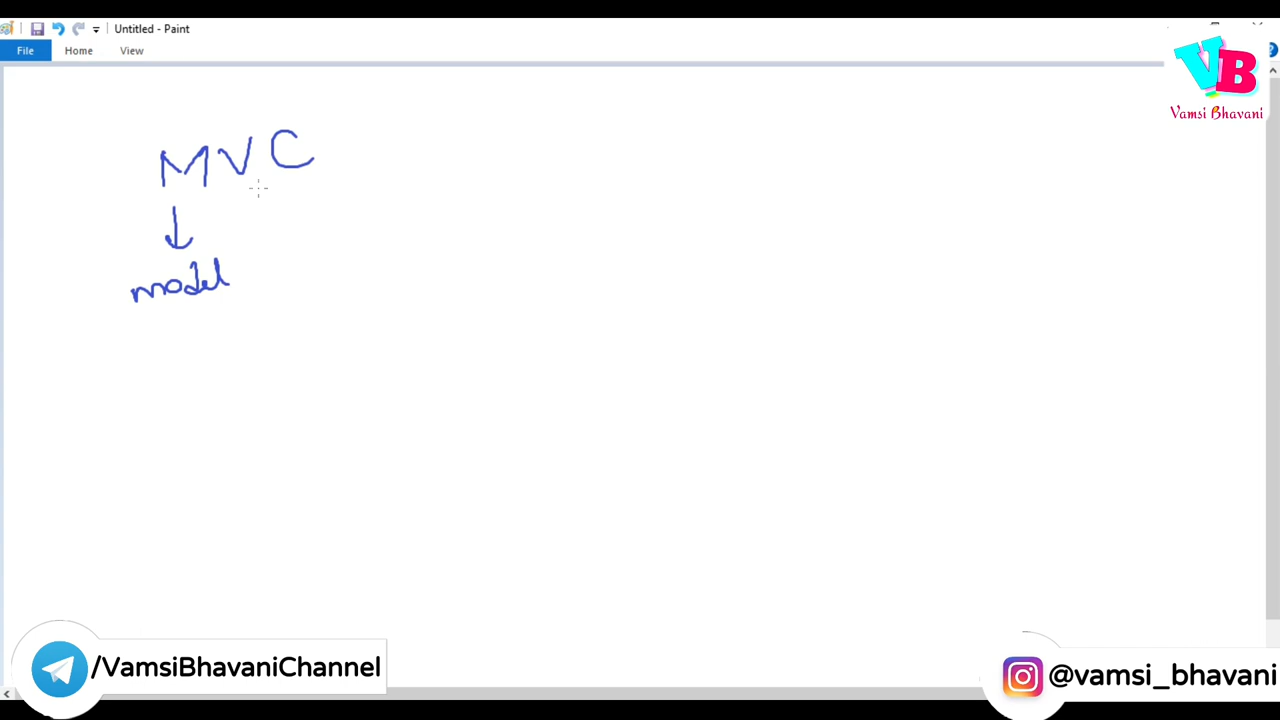 Untitled - Paint
File Home View
VB
Vamsi Bhavani
MVC
model
/VamsiBhavaniChannel
@vamsi_bhavani